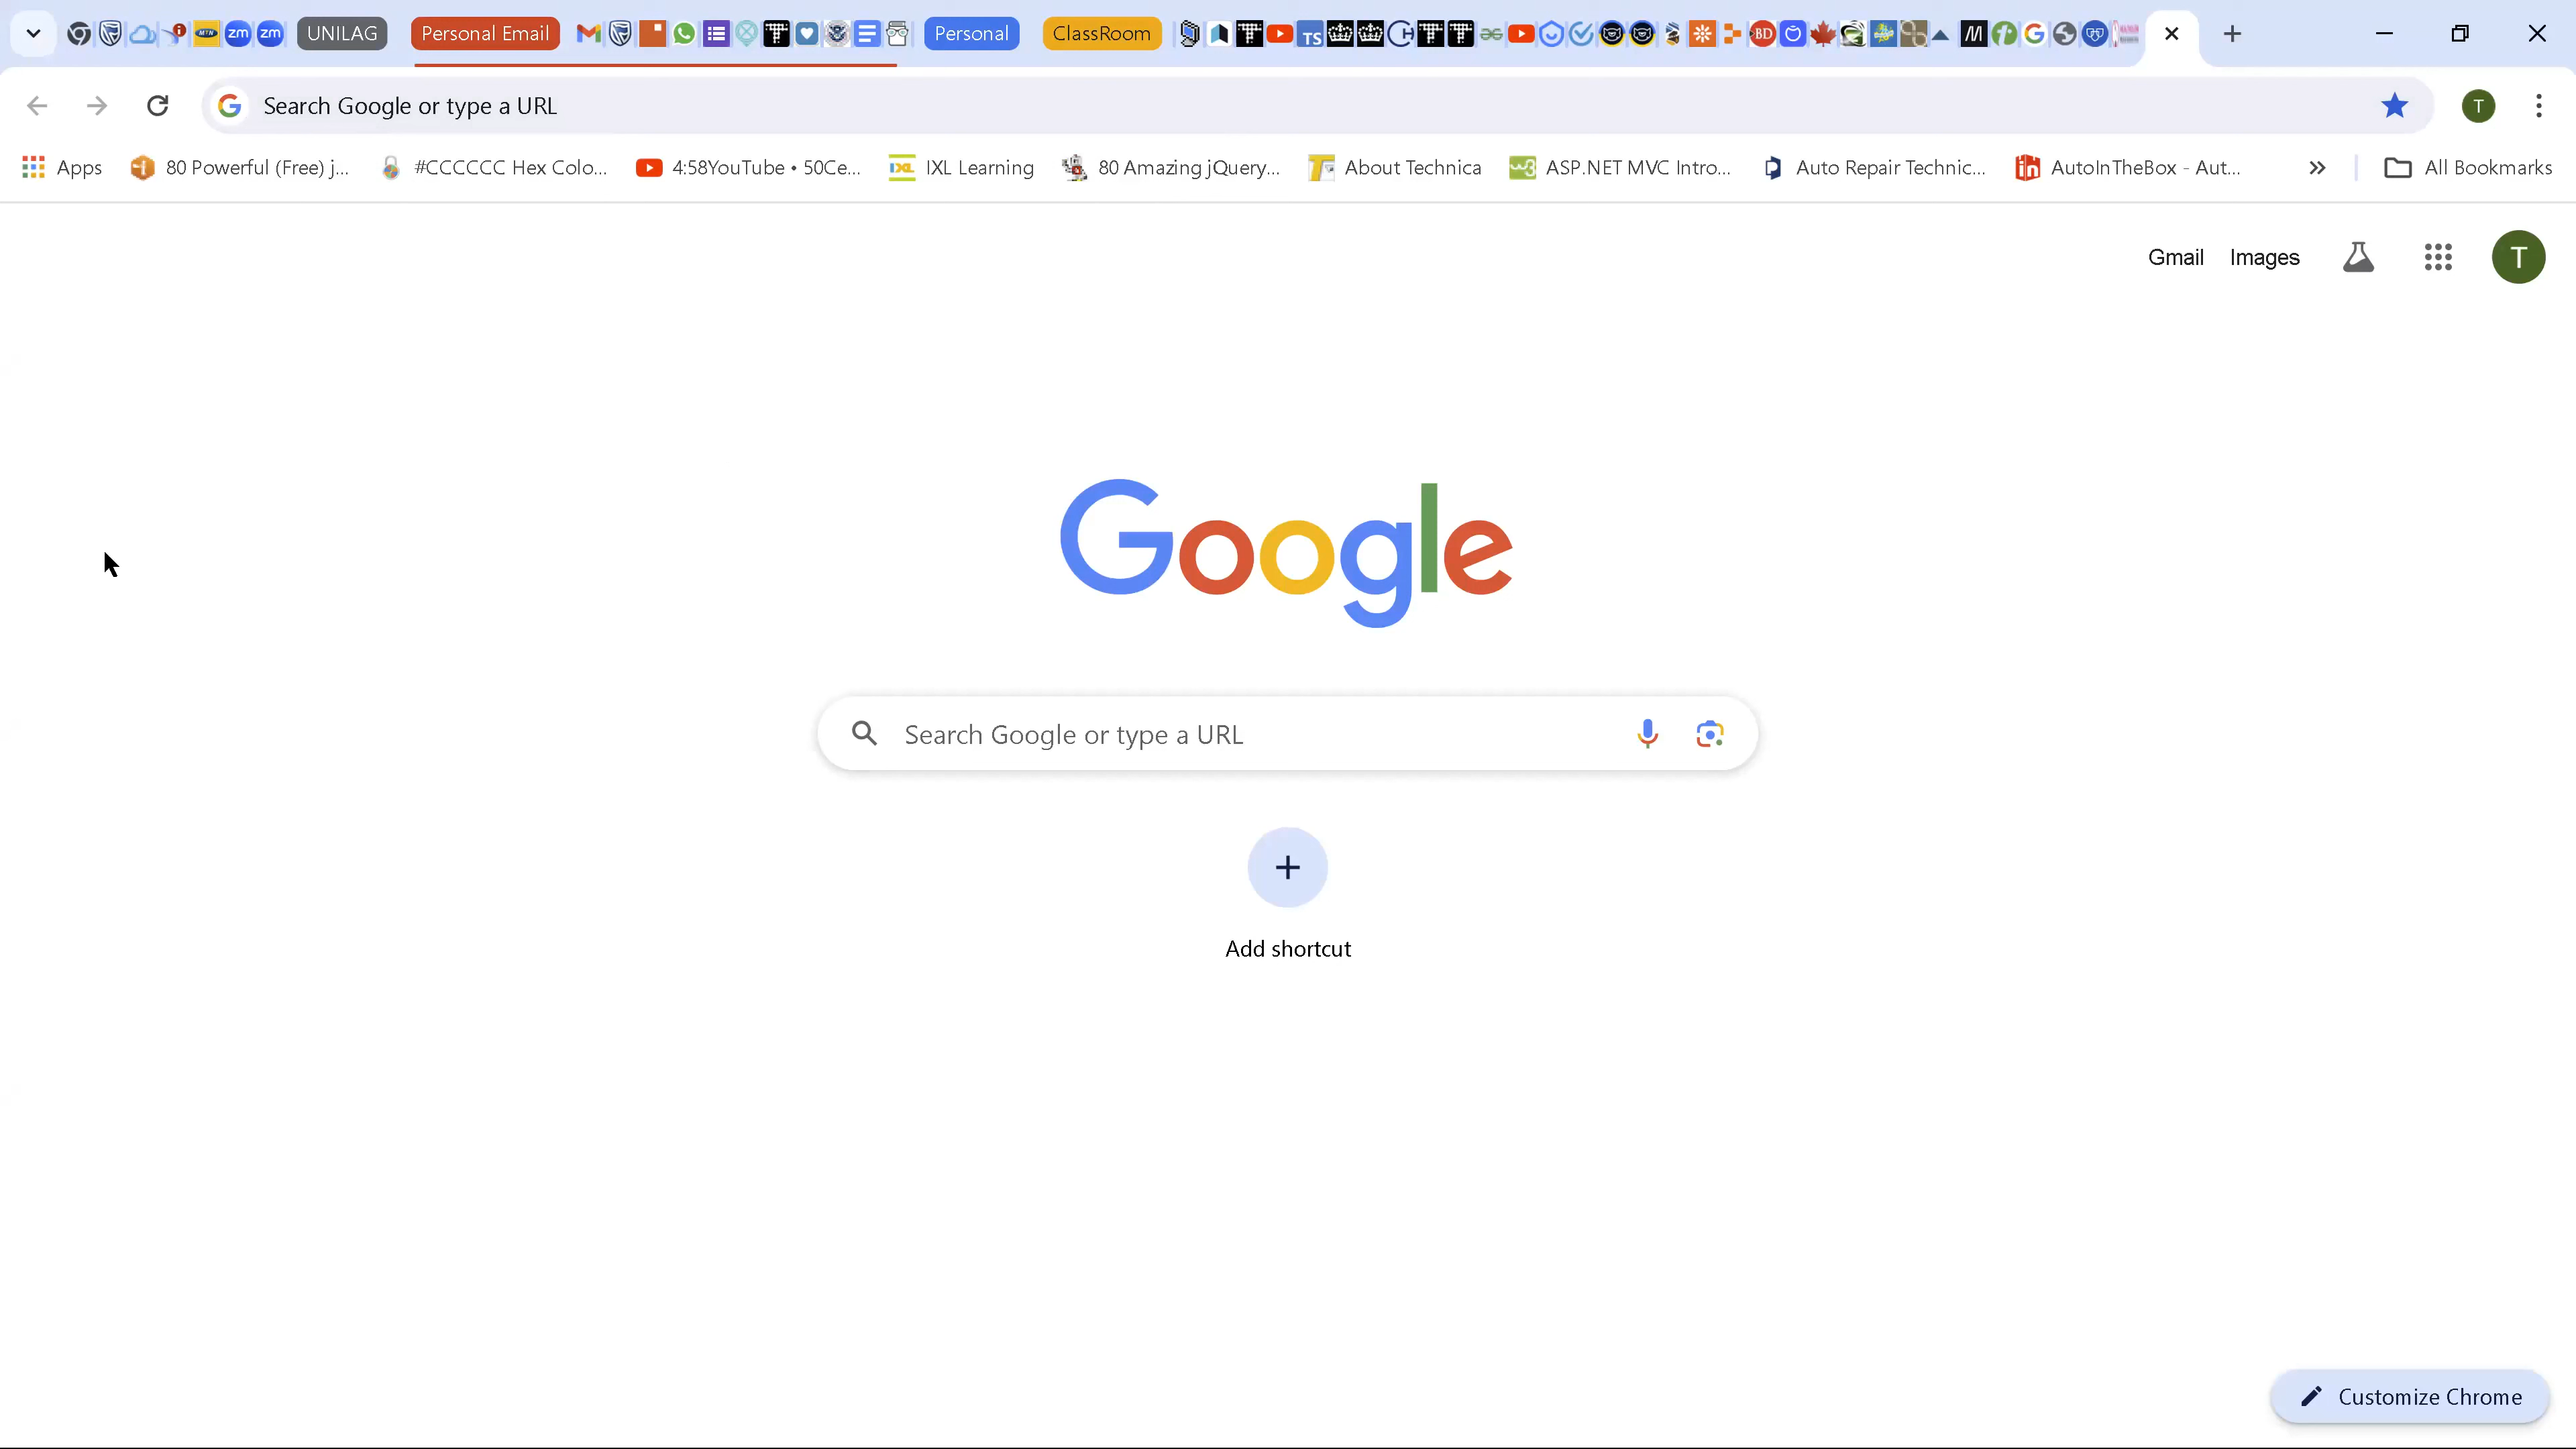 UNILAG Personal Email Personal ClassRoom
Search Google or type a URL T
Apps 80 Powerful (Free) j... #CCCCCC Hex Colo... 4:58YouTube • 50Ce... IXL Learning 80 Amazing jQuery... About Technica ASP.NET MVC Intro... Auto Repair Technic... AutoInTheBox - Aut... All Bookmarks
Gmail Images T
Google
Search Google or type a URL
Add shortcut
Customize Chrome